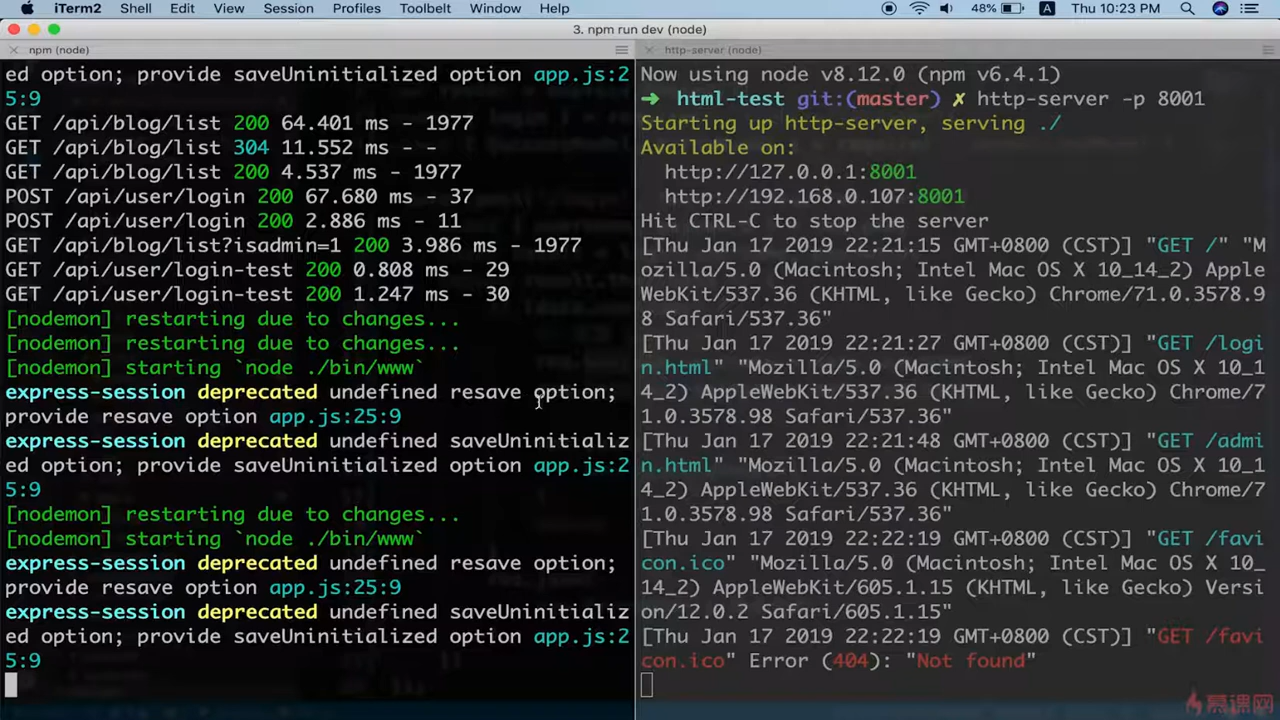 iTerm2 Shell Edit View Session Profiles Toolbelt Window Help 48% A Thu 10:23 PM
3. npm run dev (node)
npm (node)
ed option; provide saveUninitialized option app.js:2
5:9
GET /api/blog/list 200 64.401 ms - 1977
GET /api/blog/list 304 11.552 ms - -
GET /api/blog/list 200 4.537 ms - 1977
POST /api/user/login 200 67.680 ms - 37
POST /api/user/login 200 2.886 ms - 11
GET /api/blog/list?isadmin=1 200 3.986 ms - 1977
GET /api/user/login-test 200 0.808 ms - 29
GET /api/user/login-test 200 1.247 ms - 30
[nodemon] restarting due to changes...
[nodemon] restarting due to changes...
[nodemon] starting `node ./bin/www`
express-session deprecated undefined resave option;
provide resave option app.js:25:9
express-session deprecated undefined saveUninitializ
ed option; provide saveUninitialized option app.js:2
5:9
[nodemon] restarting due to changes...
[nodemon] starting `node ./bin/www`
express-session deprecated undefined resave option;
provide resave option app.js:25:9
express-session deprecated undefined saveUninitializ
ed option; provide saveUninitialized option app.js:2
5:9
http-server (node)
Now using node v8.12.0 (npm v6.4.1)
➜ html-test git:(master) ✗ http-server -p 8001
Starting up http-server, serving ./
Available on:
http://127.0.0.1:8001
http://192.168.0.107:8001
Hit CTRL-C to stop the server
[Thu Jan 17 2019 22:21:15 GMT+0800 (CST)] "GET /" "M
ozilla/5.0 (Macintosh; Intel Mac OS X 10_14_2) Apple
WebKit/537.36 (KHTML, like Gecko) Chrome/71.0.3578.9
8 Safari/537.36"
[Thu Jan 17 2019 22:21:27 GMT+0800 (CST)] "GET /logi
n.html" "Mozilla/5.0 (Macintosh; Intel Mac OS X 10_1
4_2) AppleWebKit/537.36 (KHTML, like Gecko) Chrome/7
1.0.3578.98 Safari/537.36"
[Thu Jan 17 2019 22:21:48 GMT+0800 (CST)] "GET /admi
n.html" "Mozilla/5.0 (Macintosh; Intel Mac OS X 10_1
4_2) AppleWebKit/537.36 (KHTML, like Gecko) Chrome/7
1.0.3578.98 Safari/537.36"
[Thu Jan 17 2019 22:22:19 GMT+0800 (CST)] "GET /favi
con.ico" "Mozilla/5.0 (Macintosh; Intel Mac OS X 10_
14_2) AppleWebKit/605.1.15 (KHTML, like Gecko) Versi
on/12.0.2 Safari/605.1.15"
[Thu Jan 17 2019 22:22:19 GMT+0800 (CST)] "GET /favi
con.ico" Error (404): "Not found"
慕课网